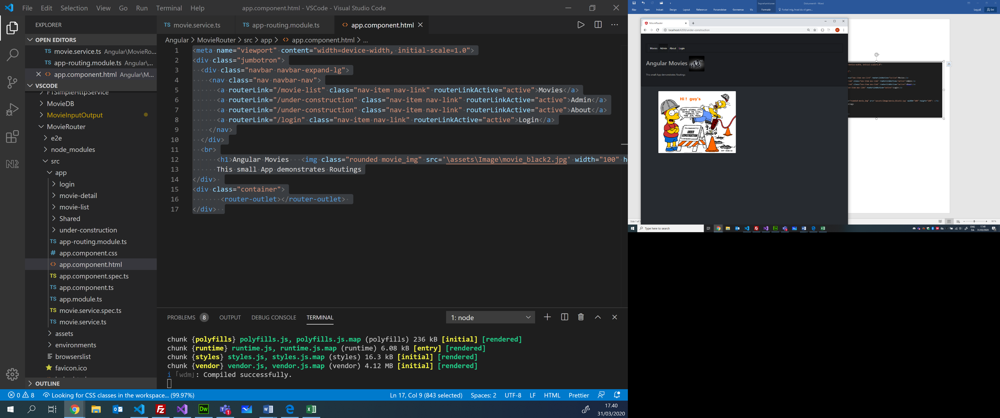 File Edit Selection View Go Run Terminal Help
app.component.html - VSCode - Visual Studio Code
EXPLORER
OPEN EDITORS
TS movie.service.ts Angular\MovieRo...
TS app-routing.module.ts Angular\...
<> app.component.html Angular\M...
VSCODE
FTSimpleHttpService
MovieDB
MovieInputOutput
MovieRouter
e2e
node_modules
src
app
login
movie-detail
movie-list
Shared
under-construction
TS app-routing.module.ts
# app.component.css
<> app.component.html
TS app.component.spec.ts
TS app.component.ts
TS app.module.ts
TS movie.service.spec.ts
TS movie.service.ts
assets
environments
browserslist
favicon.ico
OUTLINE
TS movie.service.ts
TS app-routing.module.ts
<> app.component.html
Angular > MovieRouter > src > app > <> app.component.html > ...
1 <meta name="viewport" content="width=device-width, initial-scale=1.0">
2 <div class="jumbotron">
3 <div class="navbar navbar-expand-lg">
4 <nav class="nav navbar-nav">
5 <a routerLink="/movie-list" class="nav-item nav-link" routerLinkActive="active">Movies</a>
6 <a routerLink="/under-construction" class="nav-item nav-link" routerLinkActive="active">Admin</a>
7 <a routerLink="/under-construction" class="nav-item nav-link" routerLinkActive="active">About</a>
8 <a routerLink="/login" class="nav-item nav-link" routerLinkActive="active">Login</a>
9 </nav>
10 </div>
11 <br>
12 <h1>Angular Movies <img class="rounded movie_img" src='\assets\Image\movie_black2.jpg' width="100" h
13 This small App demonstrates Routings
14 </div>
15 <div class="container">
16 <router-outlet></router-outlet>
17 </div>
PROBLEMS 8 OUTPUT DEBUG CONSOLE TERMINAL
1: node
chunk {polyfills} polyfills.js, polyfills.js.map (polyfills) 236 kB [initial] [rendered]
chunk {runtime} runtime.js, runtime.js.map (runtime) 6.08 kB [entry] [rendered]
chunk {styles} styles.js, styles.js.map (styles) 16.3 kB [initial] [rendered]
chunk {vendor} vendor.js, vendor.js.map (vendor) 4.12 MB [initial] [rendered]
i ｢wdm｣: Compiled successfully.
0 8 Looking for CSS classes in the workspace... (99.97%)
Ln 17, Col 9 (843 selected) Spaces: 2 UTF-8 LF HTML Prettier
17.40
31/03/2020
Dokument4 - Word
Filer Hjem Indsæt Design Layout Referencer Forsendelser Gennemse Vis Formatér Fortæl mig, hvad du vil gøre...
Log på Del
MovieRouter
localhost:4200/under-construction
Movies Admin About Login
Angular Movies
This small App demonstrates Routings
Hi! guy's
DON'T WORRY, IT'S
GONNA BE COOL.
HOMER'S ON
THE JOB, MAN!
Permanently
UNDER
CONSTRUCTION
Side 1 af 1
90 %
Type here to search
ENG
DA
17.40
31/03/2020